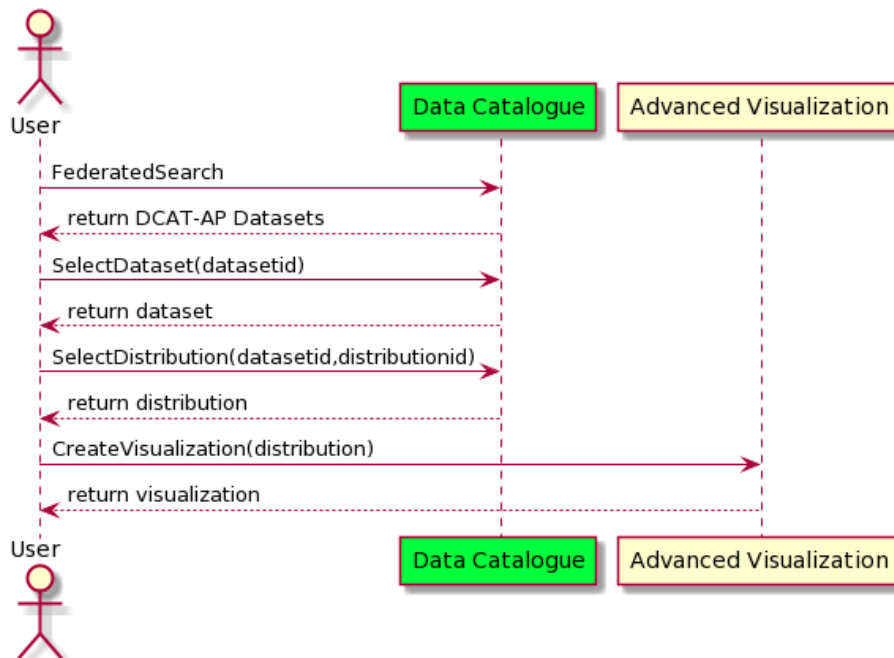 User
Data Catalogue
Advanced Visualization
FederatedSearch
return DCAT-AP Datasets
SelectDataset(datasetid)
return dataset
SelectDistribution(datasetid,distributionid)
return distribution
CreateVisualization(distribution)
return visualization
User
Data Catalogue
Advanced Visualization